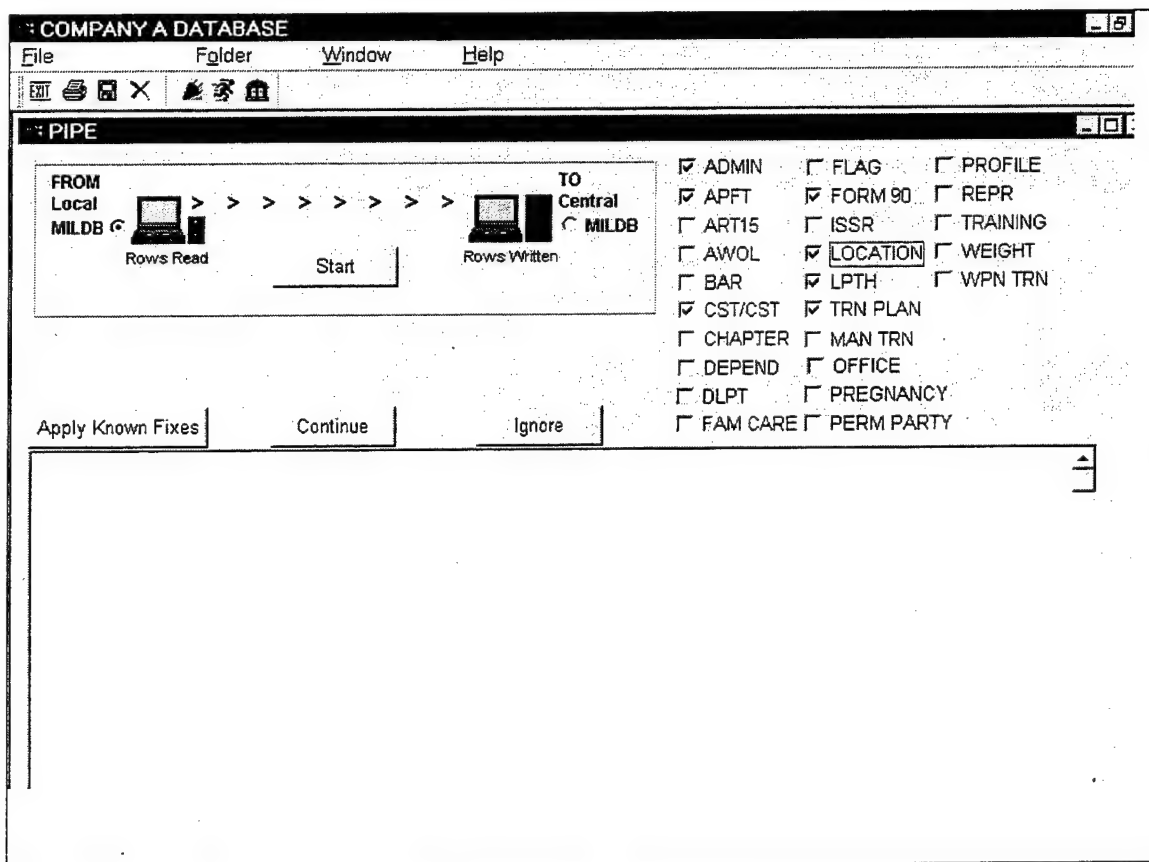 COMPANY A DATABASE
File Folder Window Help
EXIT
PIPE
FROM
Local
MILDB
Rows Read
> > > > > > > >
Start
TO
Central
MILDB
Rows Written
ADMIN
APFT
ART15
AWOL
BAR
CST/CST
CHAPTER
DEPEND
DLPT
FAM CARE
FLAG
FORM 90
ISSR
LOCATION
LPTH
TRN PLAN
MAN TRN
OFFICE
PREGNANCY
PERM PARTY
PROFILE
REPR
TRAINING
WEIGHT
WPN TRN
Apply Known Fixes Continue Ignore